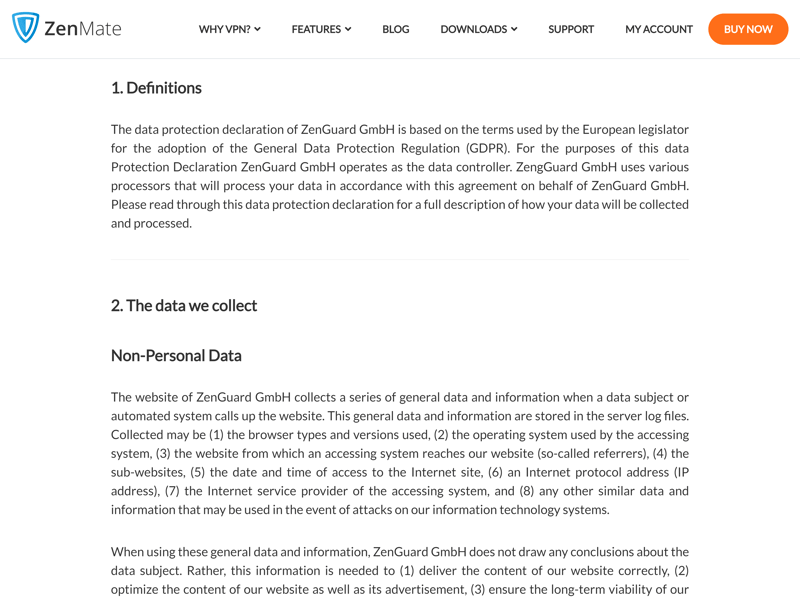 ZenMate
WHY VPN? FEATURES BLOG DOWNLOADS SUPPORT MY ACCOUNT BUY NOW
1. Definitions
The data protection declaration of ZenGuard GmbH is based on the terms used by the European legislator
for the adoption of the General Data Protection Regulation (GDPR). For the purposes of this data
Protection Declaration ZenGuard GmbH operates as the data controller. ZengGuard GmbH uses various
processors that will process your data in accordance with this agreement on behalf of ZenGuard GmbH.
Please read through this data protection declaration for a full description of how your data will be collected
and processed.
2. The data we collect
Non-Personal Data
The website of ZenGuard GmbH collects a series of general data and information when a data subject or
automated system calls up the website. This general data and information are stored in the server log files.
Collected may be (1) the browser types and versions used, (2) the operating system used by the accessing
system, (3) the website from which an accessing system reaches our website (so-called referrers), (4) the
sub-websites, (5) the date and time of access to the Internet site, (6) an Internet protocol address (IP
address), (7) the Internet service provider of the accessing system, and (8) any other similar data and
information that may be used in the event of attacks on our information technology systems.
When using these general data and information, ZenGuard GmbH does not draw any conclusions about the
data subject. Rather, this information is needed to (1) deliver the content of our website correctly, (2)
optimize the content of our website as well as its advertisement, (3) ensure the long-term viability of our